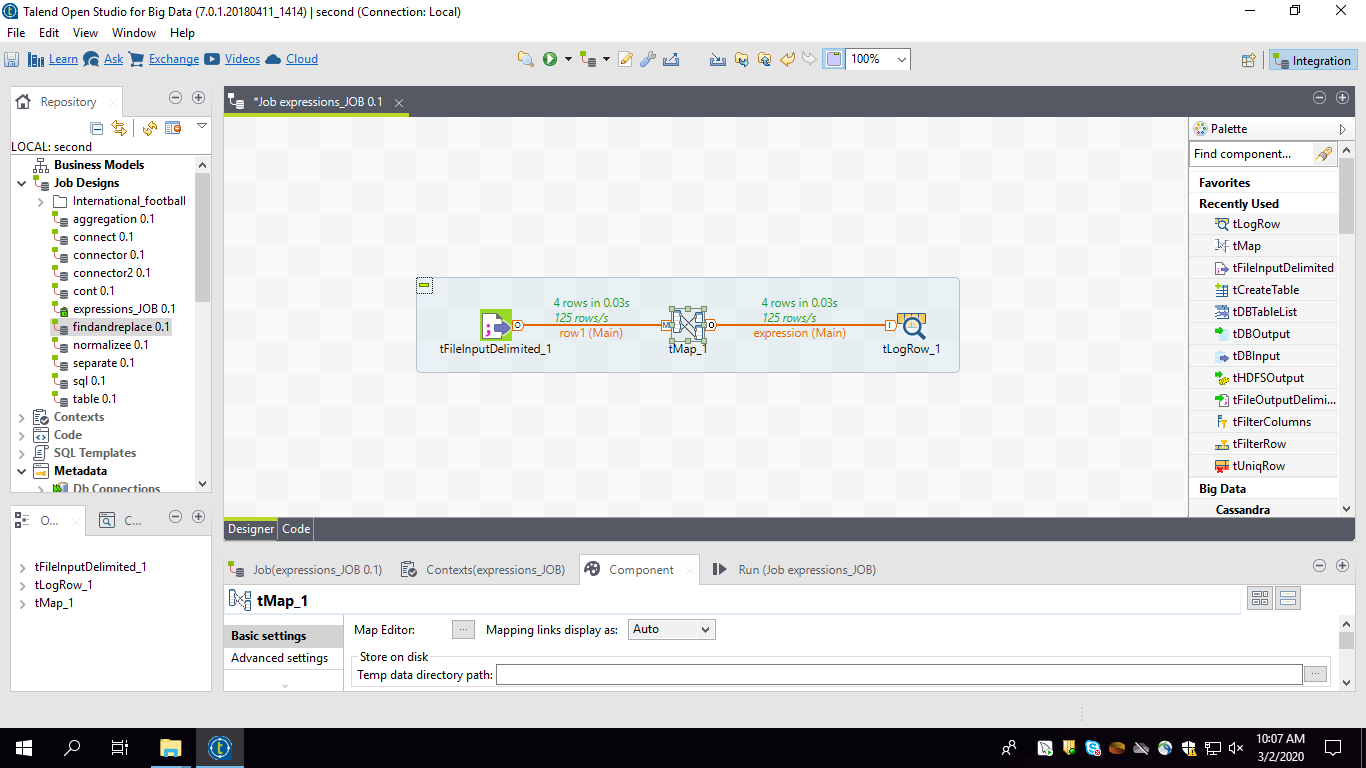 Talend Open Studio for Big Data (7.0.1.20180411_1414) | second (Connection: Local)
File Edit View Window Help
Learn Ask Exchange Videos Cloud 100% Integration
Repository
LOCAL: second
Business Models
Job Designs
International_football
aggregation 0.1
connect 0.1
connector 0.1
connector2 0.1
cont 0.1
expressions_JOB 0.1
findandreplace 0.1
normalizee 0.1
separate 0.1
sql 0.1
table 0.1
Contexts
Code
SQL Templates
Metadata
Db Connections
O...
C...
tFileInputDelimited_1
tLogRow_1
tMap_1
*Job expressions_JOB 0.1
4 rows in 0.03s
125 rows/s
row1 (Main)
4 rows in 0.03s
125 rows/s
expression (Main)
tFileInputDelimited_1
tMap_1
tLogRow_1
Designer Code
Palette
Find component...
Favorites
Recently Used
tLogRow
tMap
tFileInputDelimited
tCreateTable
tDBTableList
tDBOutput
tDBInput
tHDFSOutput
tFileOutputDelimi...
tFilterColumns
tFilterRow
tUniqRow
Big Data
Cassandra
Job(expressions_JOB 0.1) Contexts(expressions_JOB) Component Run (Job expressions_JOB)
tMap_1
Basic settings
Advanced settings
Map Editor: ... Mapping links display as: Auto
Store on disk
Temp data directory path: ...
10:07 AM
3/2/2020